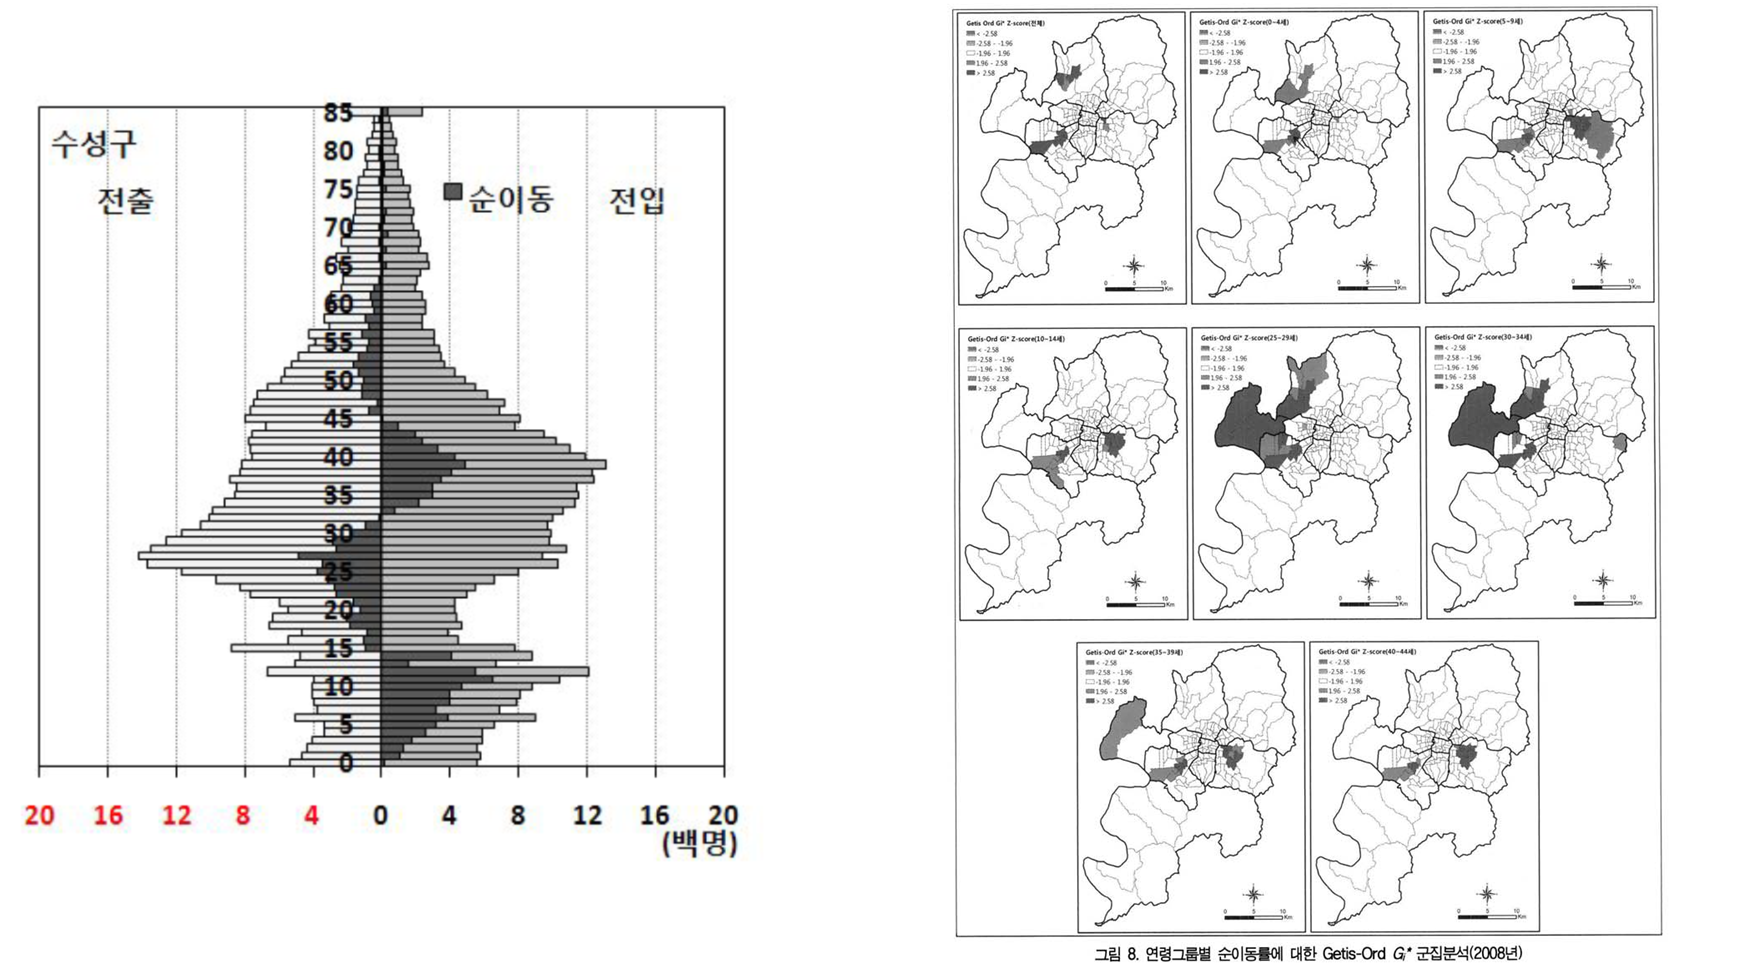 수성구
전출
순이동
전입
85
80
75
70
65
60
55
50
45
40
35
30
25
20
15
10
5
0
20 16 12 8 4 0 4 8 12 16 20
(백명)
Getis Ord Gi* Z-score(전체)
< -2.58
-2.58 - -1.96
-1.96 - 1.96
1.96 - 2.58
> 2.58
0 5 10
Km
Getis-Ord Gi* Z-score(0~4세)
< -2.58
-2.58 - -1.96
-1.96 - 1.96
1.96 - 2.58
> 2.58
0 5 10
Km
Getis-Ord Gi* Z-score(5~9세)
< -2.58
-2.58 - -1.96
-1.96 - 1.96
1.96 - 2.58
> 2.58
0 5 10
Km
Getis-Ord Gi* Z-score(10~14세)
< -2.58
-2.58 - -1.96
-1.96 - 1.96
1.96 - 2.58
> 2.58
0 5 10
Km
Getis-Ord Gi* Z-score(25~29세)
< -2.58
-2.58 - -1.96
-1.96 - 1.96
1.96 - 2.58
> 2.58
0 5 10
Km
Getis-Ord Gi* Z-score(30~34세)
< -2.58
-2.58 - -1.96
-1.96 - 1.96
1.96 - 2.58
> 2.58
0 5 10
Km
Getis-Ord Gi* Z-score(35~39세)
< -2.58
-2.58 - -1.96
-1.96 - 1.96
1.96 - 2.58
> 2.58
0 5 10
Km
Getis-Ord Gi* Z-score(40~44세)
< -2.58
-2.58 - -1.96
-1.96 - 1.96
1.96 - 2.58
> 2.58
0 5 10
Km
그림 8. 연령그룹별 순이동률에 대한 Getis-Ord Gi* 군집분석(2008년)